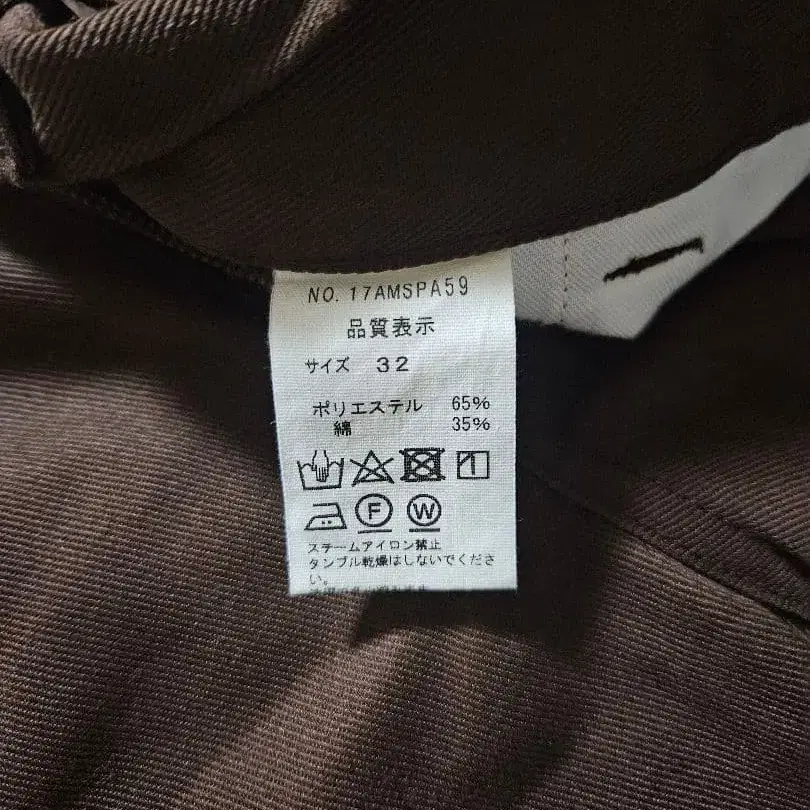 NO. 17AMSPA59
品質表示
サイズ 32
ポリエステル 65%
綿 35%
F W
スチームアイロン禁止
タンブル乾燥はしないでくださ
い。